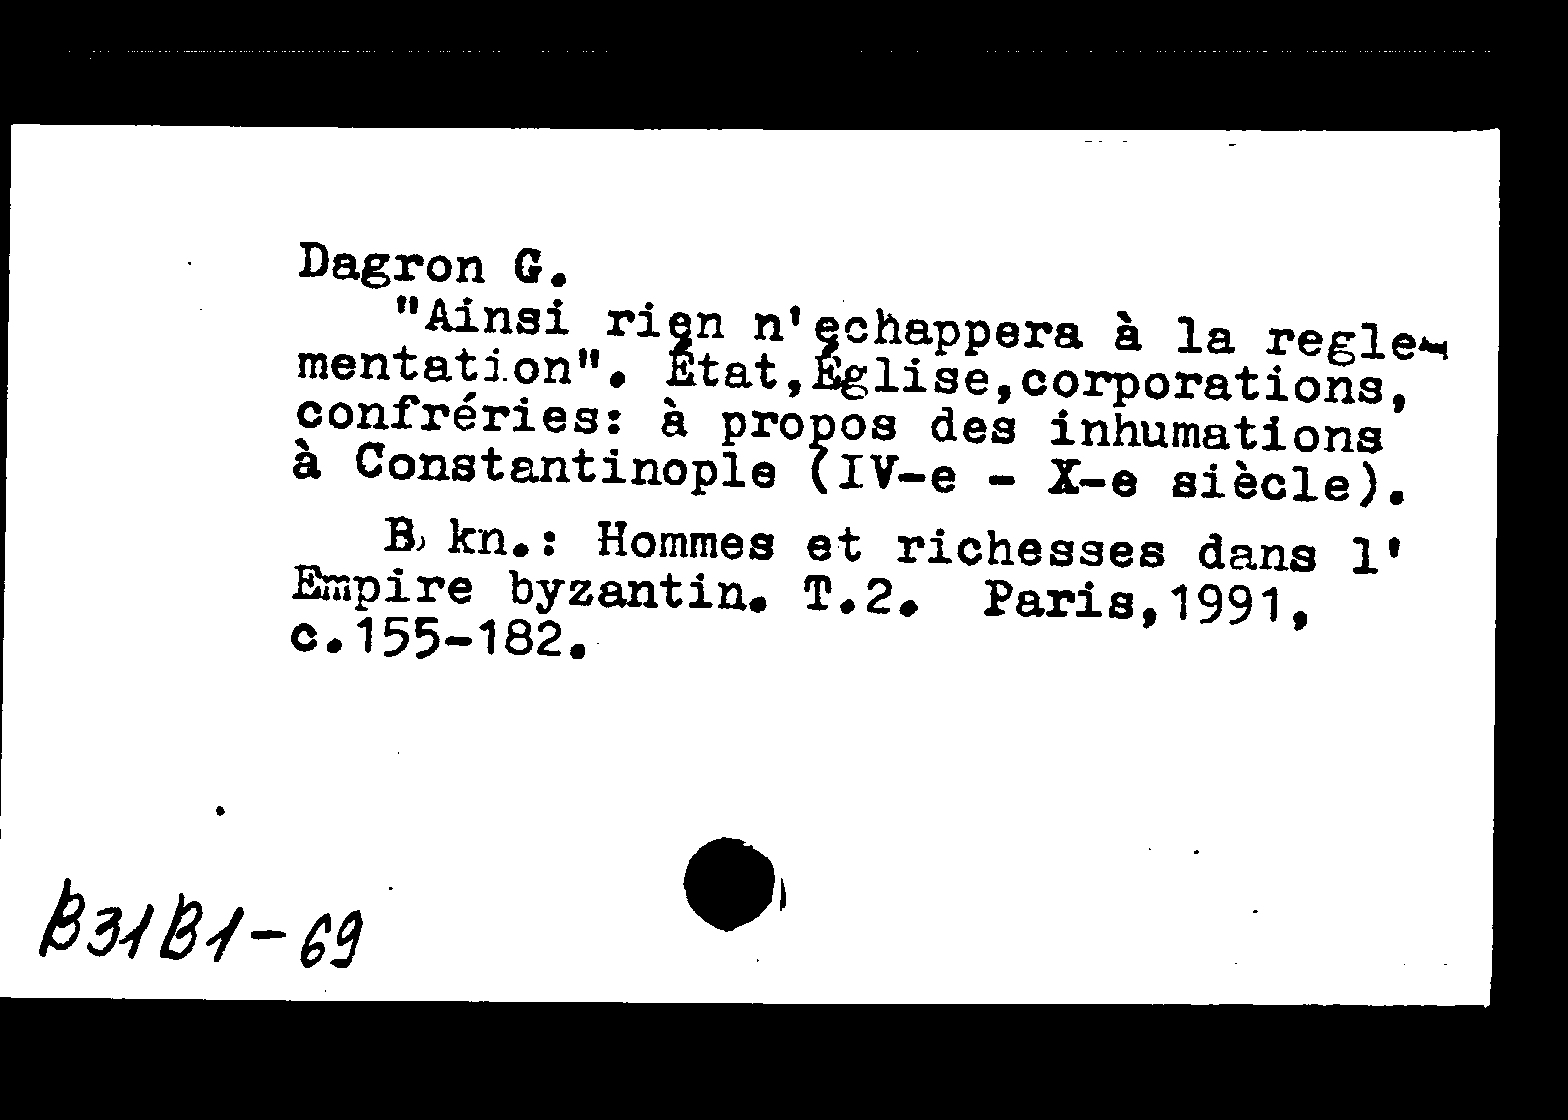 Dagron G.
"Ainsi rien n'echappera à la regle-
mentation". État,Église,corporations,
confréries: à propos des inhumations
à Constantinople (IV-e - X-e siècle).
B kn.: Hommes et richesses dans l'
Empire byzantin. T.2. Paris,1991,
c.155-182.
B31B1-69